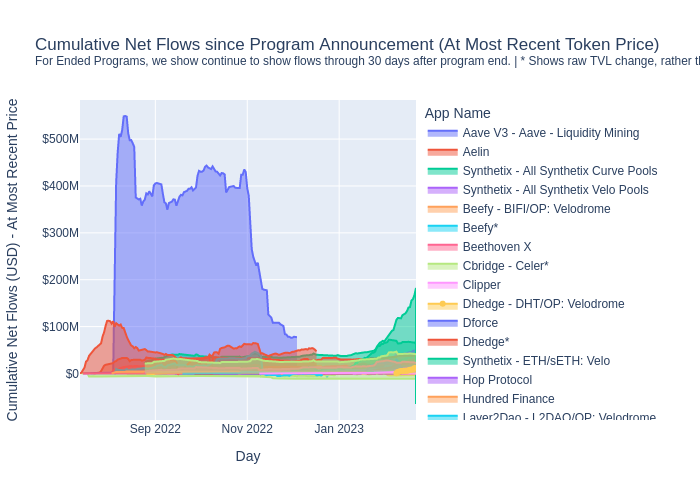 Cumulative Net Flows since Program Announcement (At Most Recent Token Price)
For Ended Programs, we show continue to show flows through 30 days after program end. | * Shows raw TVL change, rather
Cumulative Net Flows (USD) - At Most Recent Price
$500M
$400M
$300M
$200M
$100M
$0
Sep 2022
Nov 2022
Jan 2023
Day
App Name
Aave V3 - Aave - Liquidity Mining
Aelin
Synthetix - All Synthetix Curve Pools
Synthetix - All Synthetix Velo Pools
Beefy - BIFI/OP: Velodrome
Beefy*
Beethoven X
Cbridge - Celer*
Clipper
Dhedge - DHT/OP: Velodrome
Dforce
Dhedge*
Synthetix - ETH/sETH: Velo
Hop Protocol
Hundred Finance
Layer2Dao - L2DAO/OP: Velodrome